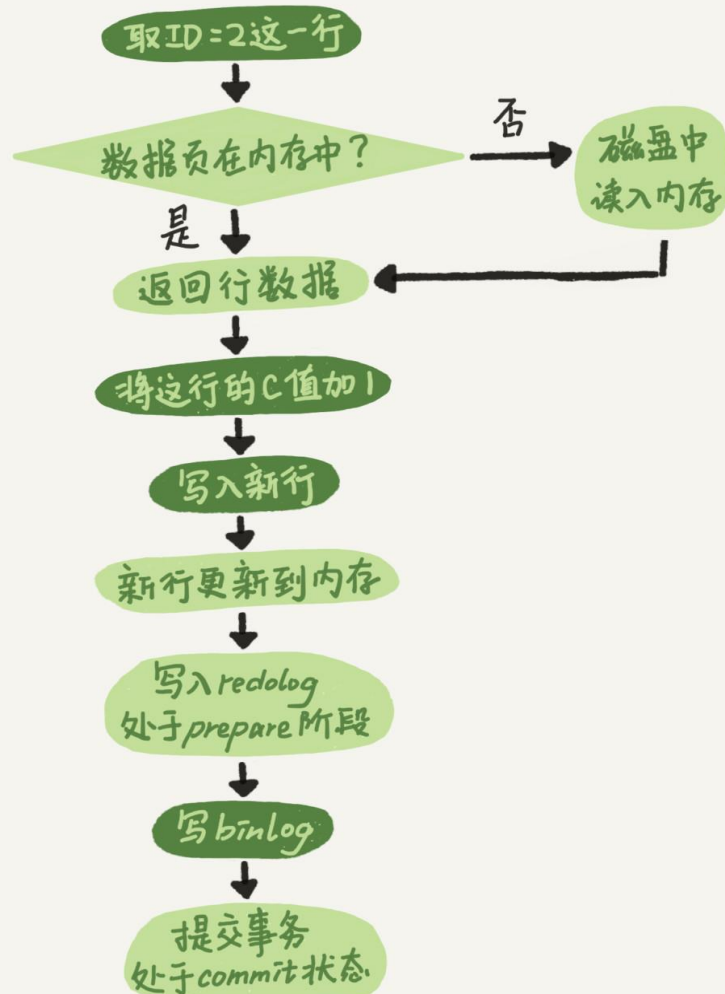 取ID=2这一行
数据页在内存中?
否
磁盘中
读入内存
是
返回行数据
将这行的C值加1
写入新行
新行更新到内存
写入redolog
处于prepare阶段
写binlog
提交事务
处于commit状态